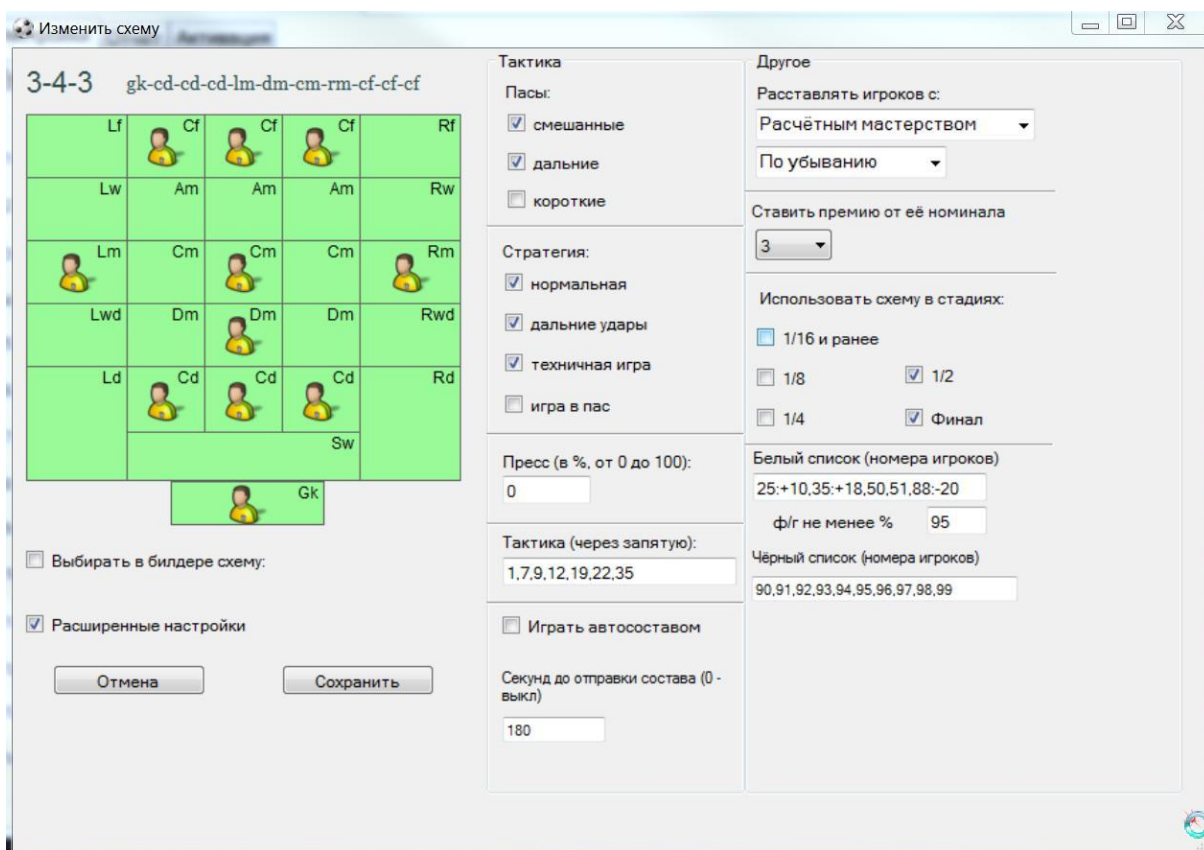 Изменить схему
Активация
3-4-3 gk-cd-cd-cd-lm-dm-cm-rm-cf-cf-cf
Lf Cf Cf Cf Rf
Lw Am Am Am Rw
Lm Cm Cm Cm Rm
Lwd Dm Dm Dm Rwd
Ld Cd Cd Cd Rd
Sw
Gk
Выбирать в билдере схему:
Расширенные настройки
Отмена Сохранить
Тактика
Пасы:
смешанные
дальние
короткие
Стратегия:
нормальная
дальние удары
техничная игра
игра в пас
Пресс (в %, от 0 до 100):
0
Тактика (через запятую):
1,7,9,12,19,22,35
Играть автосоставом
Секунд до отправки состава (0 -
выкл)
180
Другое
Расставлять игроков с:
Расчётным мастерством
По убыванию
Ставить премию от её номинала
3
Использовать схему в стадиях:
1/16 и ранее
1/8 1/2
1/4 Финал
Белый список (номера игроков)
25:+10,35:+18,50,51,88:-20
ф/г не менее % 95
Чёрный список (номера игроков)
90,91,92,93,94,95,96,97,98,99